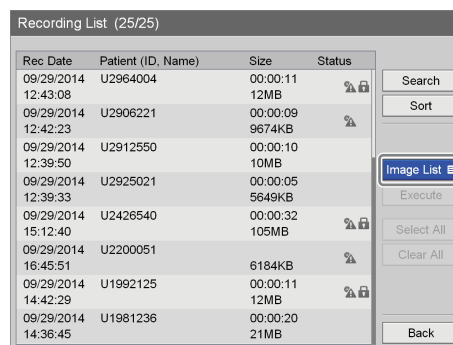 Recording List (25/25)
Rec Date Patient (ID, Name) Size Status
09/29/2014 U2964004 00:00:11
12:43:08 12MB
09/29/2014 U2906221 00:00:09
12:42:23 9674KB
09/29/2014 U2912550 00:00:10
12:39:50 10MB
09/29/2014 U2925021 00:00:05
12:39:33 5649KB
09/29/2014 U2426540 00:00:32
15:12:40 105MB
09/29/2014 U2200051
16:45:51 6184KB
09/29/2014 U1992125 00:00:11
14:42:29 12MB
09/29/2014 U1981236 00:00:20
14:36:45 21MB
Search
Sort
Image List
Execute
Select All
Clear All
Back